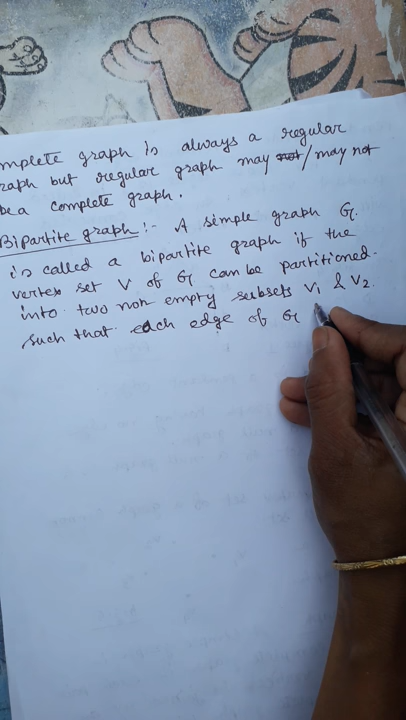 mplete graph is always a regular
raph but regular graph may not/may not
be a complete graph.
Bipartite graph :- A simple graph G.
is called a bipartite graph if the
vertex set V of G can be partitioned.
into two non empty subsets V1 & V2.
such that each edge of G